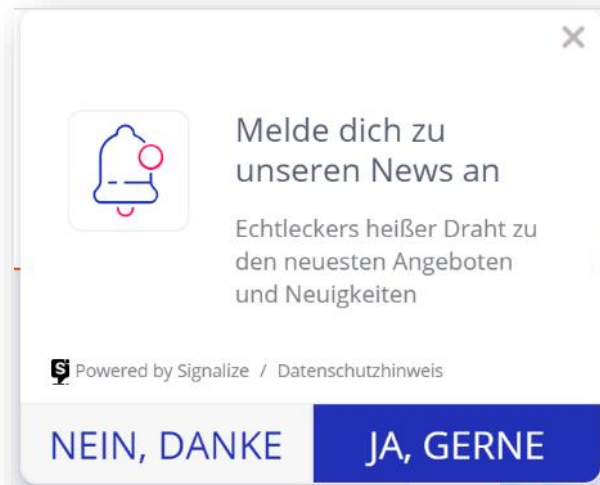 Melde dich zu
unseren News an
Echtleckers heißer Draht zu
den neuesten Angeboten
und Neuigkeiten
Powered by Signalize / Datenschutzhinweis
NEIN, DANKE
JA, GERNE